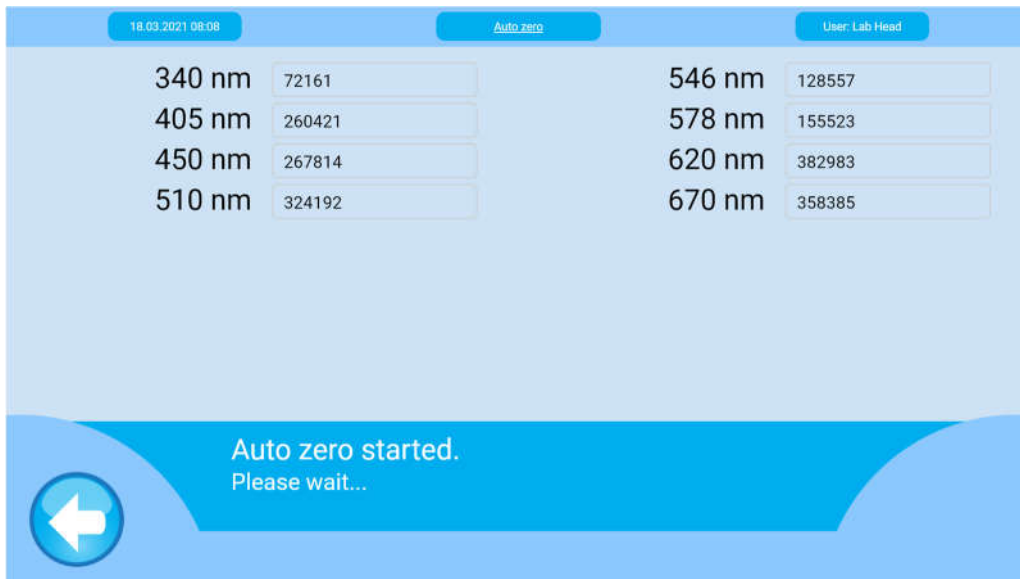 18.03.2021 08:08 Auto zero User: Lab Head
340 nm 72161 546 nm 128557
405 nm 260421 578 nm 155523
450 nm 267814 620 nm 382983
510 nm 324192 670 nm 358385
Auto zero started.
Please wait...